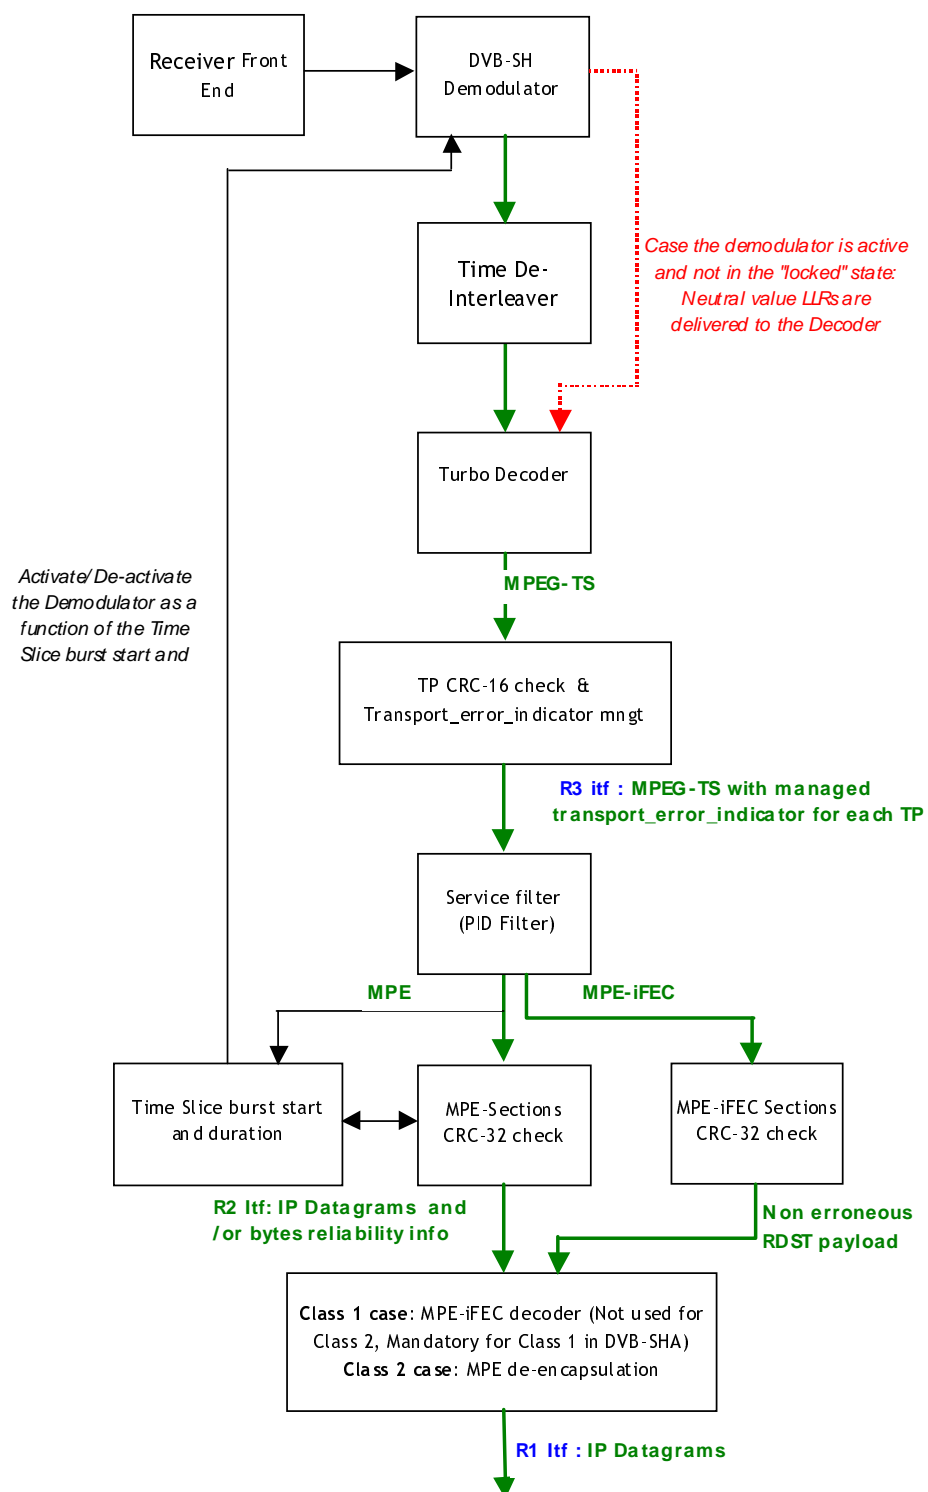 Receiver Front
End
DVB-SH
Demodulator
Time De-
Interleaver
Case the demodulator is active
and not in the "locked" state:
Neutral value LLRs are
delivered to the Decoder
Turbo Decoder
Activate/De-activate
the Demodulator as a
function of the Time
Slice burst start and
MPEG-TS
TP CRC-16 check & 
Transport_error_indicator mngt
R3 itf : MPEG-TS with managed
transport_error_indicator for each TP
Service filter
(PID Filter)
MPE
MPE-iFEC
Time Slice burst start
and duration
MPE-Sections
CRC-32 check
MPE-iFEC Sections
CRC-32 check
R2 Itf: IP Datagrams and
/or bytes reliability info
Non erroneous
RDST payload
Class 1 case: MPE-iFEC decoder (Not used for
Class 2, Mandatory for Class 1 in DVB-SHA)
Class 2 case: MPE de-encapsulation
R1 Itf : IP Datagrams